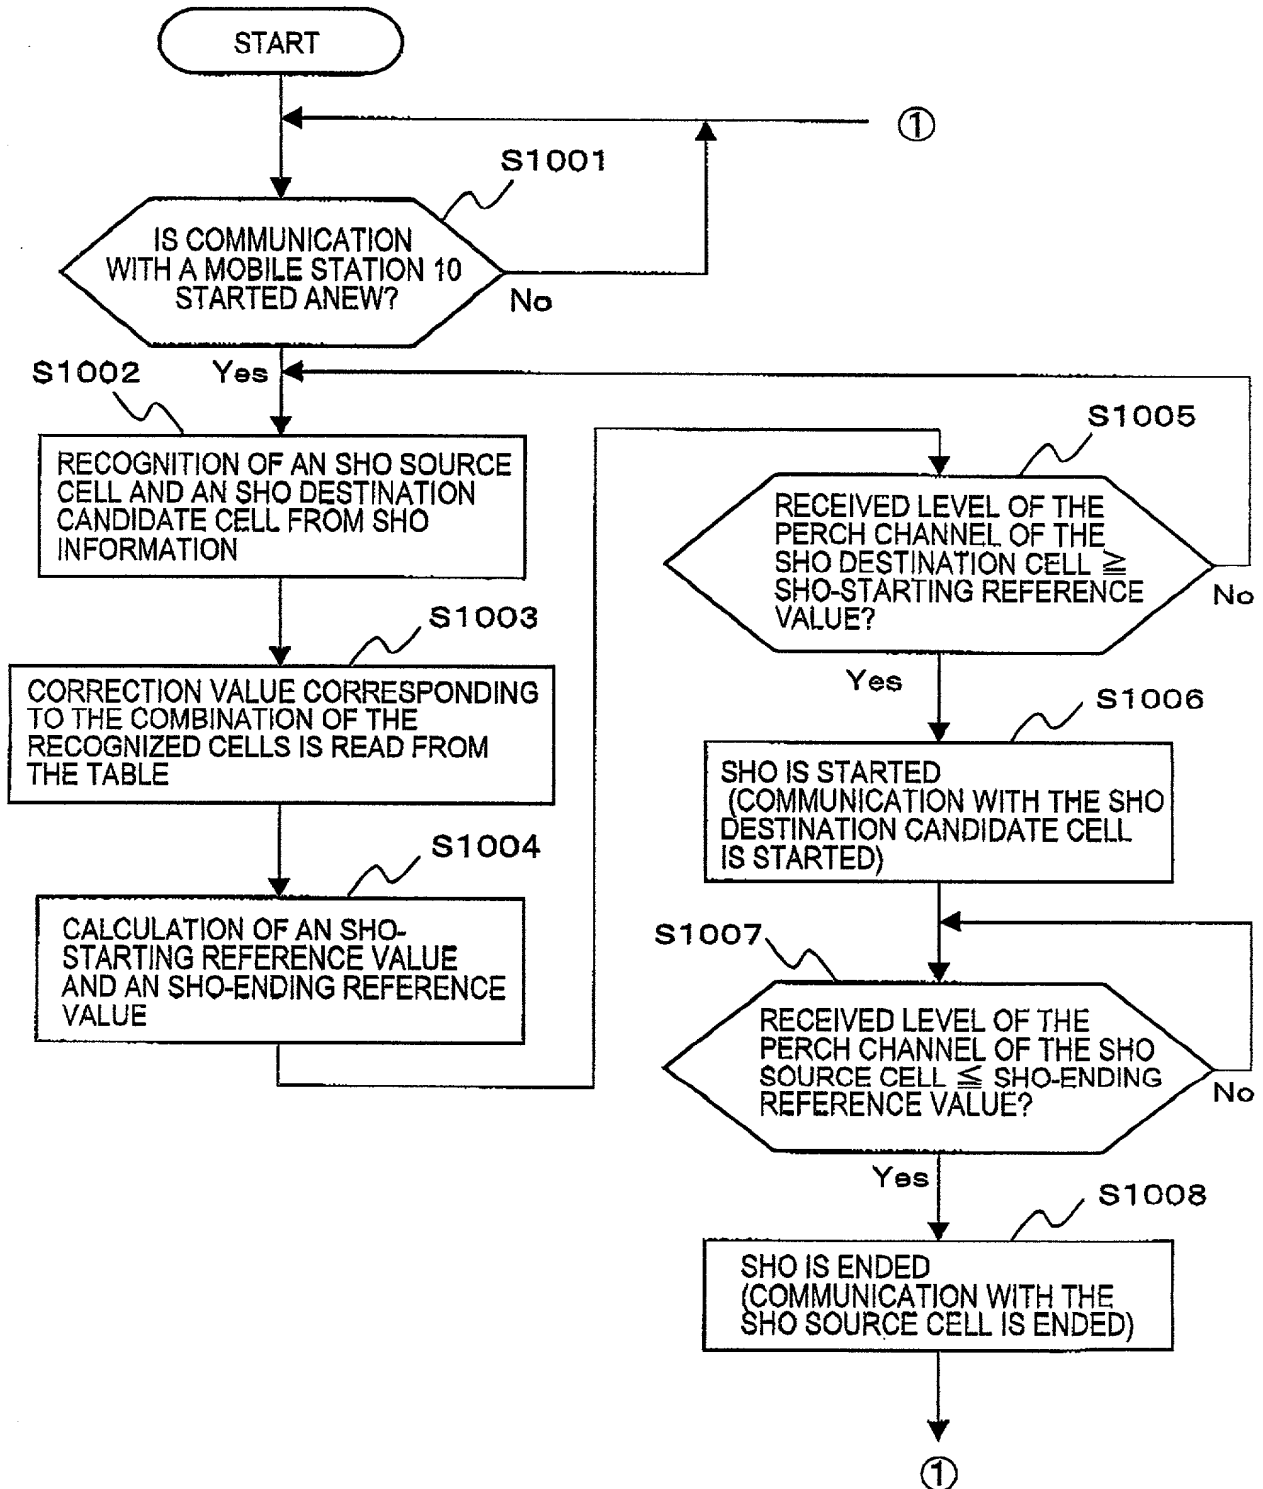 START
①
S1001
IS COMMUNICATION
WITH A MOBILE STATION 10
STARTED ANEW?
No
Yes
S1002
RECOGNITION OF AN SHO SOURCE
CELL AND AN SHO DESTINATION
CANDIDATE CELL FROM SHO
INFORMATION
S1003
CORRECTION VALUE CORRESPONDING
TO THE COMBINATION OF THE
RECOGNIZED CELLS IS READ FROM
THE TABLE
S1004
CALCULATION OF AN SHO-
STARTING REFERENCE VALUE
AND AN SHO-ENDING REFERENCE
VALUE
S1005
RECEIVED LEVEL OF THE
PERCH CHANNEL OF THE
SHO DESTINATION CELL ≧
SHO-STARTING REFERENCE
VALUE?
No
Yes
S1006
SHO IS STARTED
(COMMUNICATION WITH THE SHO
DESTINATION CANDIDATE CELL
IS STARTED)
S1007
RECEIVED LEVEL OF THE
PERCH CHANNEL OF THE SHO
SOURCE CELL ≦ SHO-ENDING
REFERENCE VALUE?
No
Yes
S1008
SHO IS ENDED
(COMMUNICATION WITH THE
SHO SOURCE CELL IS ENDED)
①